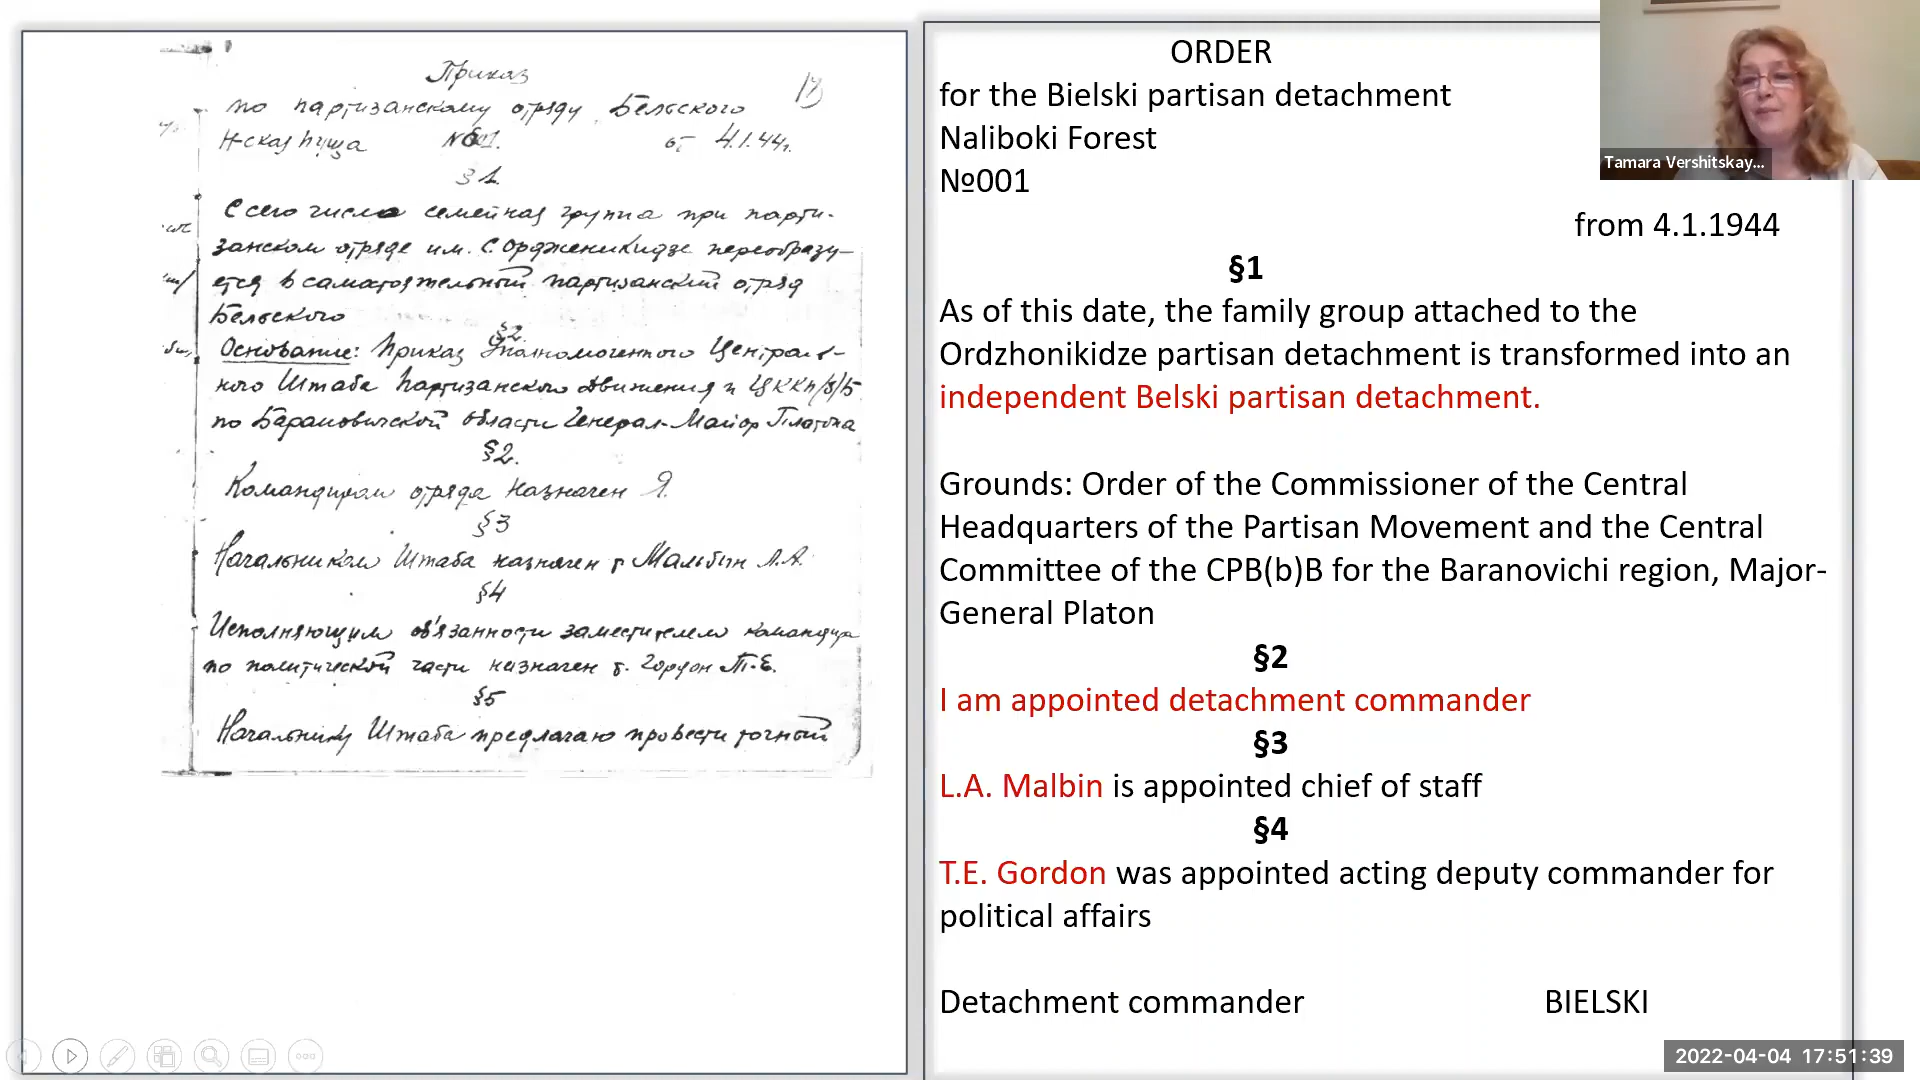 Приказ
по партизанскому отряду Бельского
Н-ская пуща №001. от 4.1.44г.
§1.
С сего числа семейная группа при парти-
занском отряде им. С. Орджоникидзе переобразу-
ется в самостоятельный партизанский отряд
Бельского
§2.
Основание: Приказ Уполномоченного Централь-
ного Штаба Партизанского Движения и ЦККП/б/Б
по Барановичской области Генерал-Майор Платона
§2.
Командиром отряда назначен Я.
§3
Начальником Штаба назначен т. Мальбин Л.А.
§4
Исполняющим об'язанности заместителем командира
по политической части назначен т. Гордон Т.Е.
§5
Начальнику Штаба предлагаю провести точный
ORDER
for the Bielski partisan detachment
Naliboki Forest
№001
from 4.1.1944
§1
As of this date, the family group attached to the
Ordzhonikidze partisan detachment is transformed into an
independent Belski partisan detachment.
Grounds: Order of the Commissioner of the Central
Headquarters of the Partisan Movement and the Central
Committee of the CPB(b)B for the Baranovichi region, Major-
General Platon
§2
I am appointed detachment commander
§3
L.A. Malbin is appointed chief of staff
§4
T.E. Gordon was appointed acting deputy commander for
political affairs
Detachment commander BIELSKI
Tamara Vershitskay...
2022-04-04 17:51:39